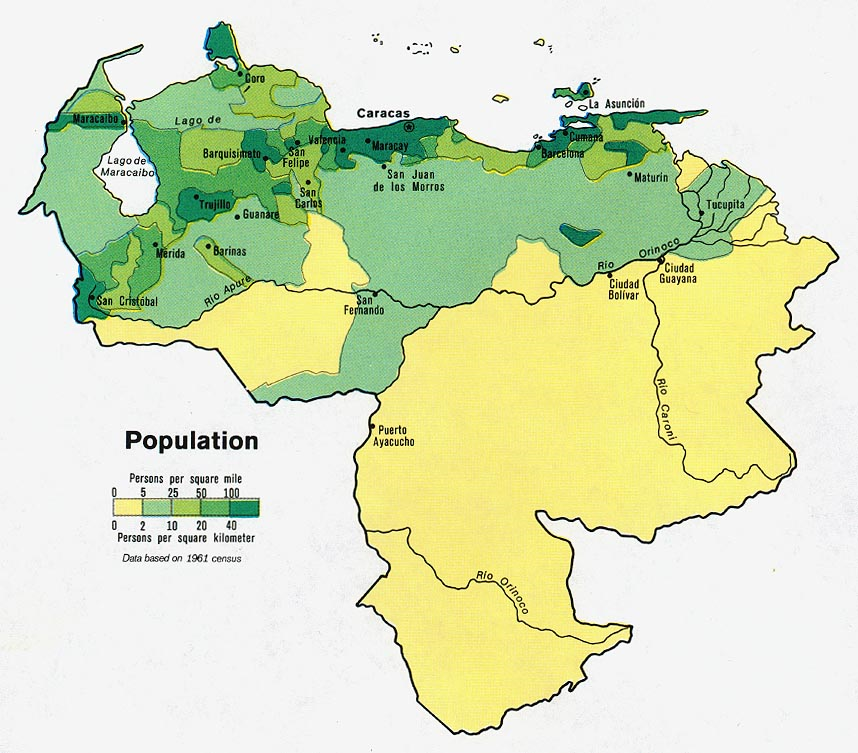 Coro
La Asunción
Caracas
Maracaibo
Lago de
Valencia
Maracay
Cumana
Barcelona
Barquisimeto
San
Felipe
Lago de
Maracaibo
San Juan
de los Morros
Maturín
San
Carlos
Trujillo
Guanare
Tucupita
Mérida
Barinas
Río Orinoco
Ciudad
Guayana
Ciudad
Bolívar
San Cristóbal
Río Apure
San
Fernando
Río Caroní
Puerto
Ayacucho
Population
Persons per square mile
0 5 25 50 100
0 2 10 20 40
Persons per square kilometer
Data based on 1961 census
Río Orinoco